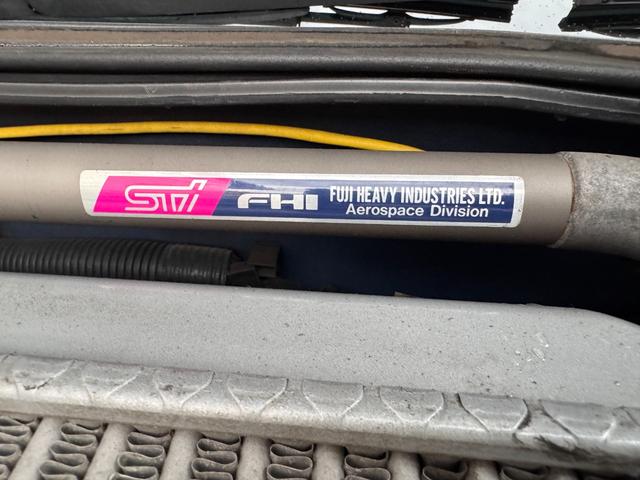 STi FHI FUJI HEAVY INDUSTRIES LTD.
Aerospace Division